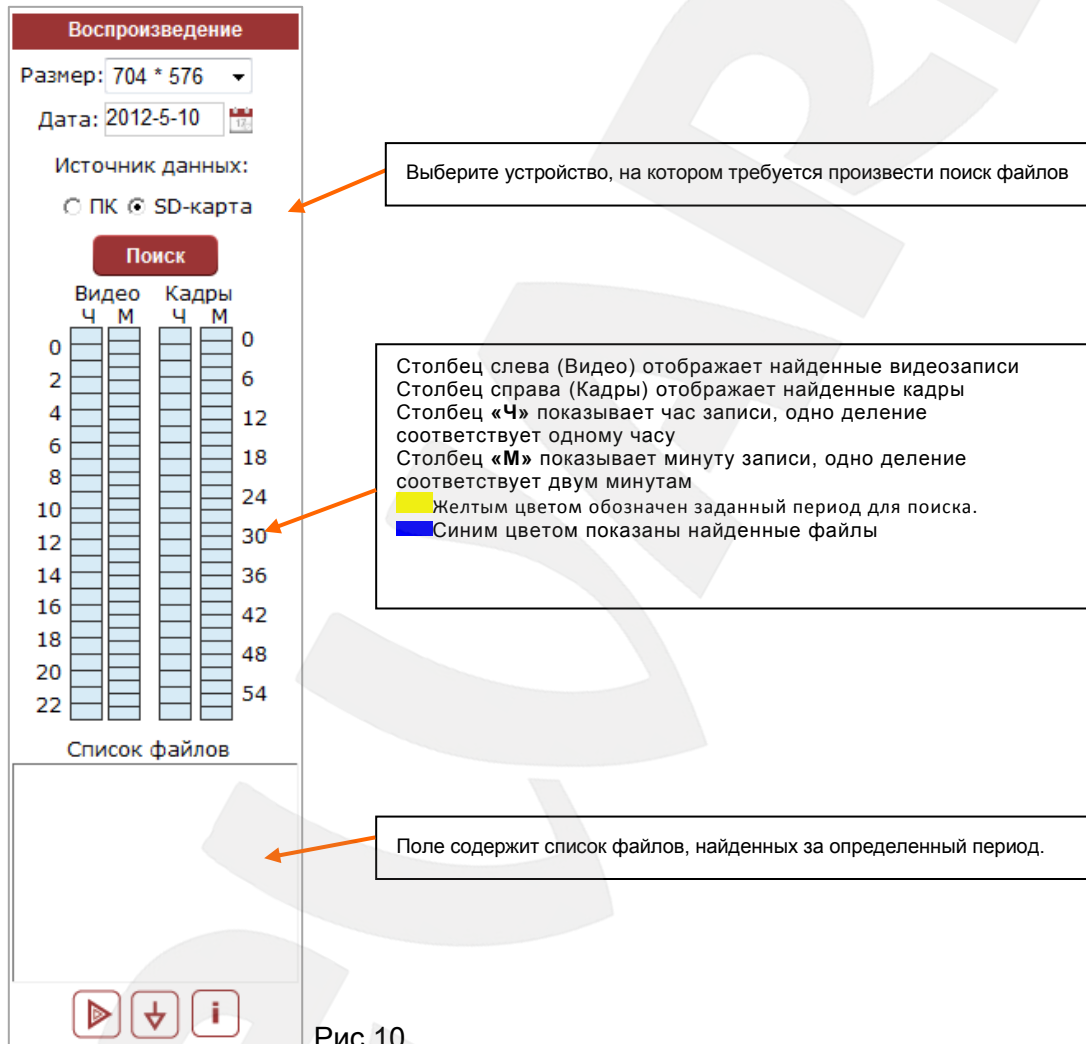 Воспроизведение
Размер: 704 * 576
Дата: 2012-5-10
17
Источник данных:
ПК SD-карта
Поиск
Видео Кадры
Ч М Ч М
0 0
2 6
4 12
6 18
8 24
10 30
12 36
14 42
16 48
18 54
20
22
Список файлов
i
Выберите устройство, на котором требуется произвести поиск файлов
Столбец слева (Видео) отображает найденные видеозаписи
Столбец справа (Кадры) отображает найденные кадры
Столбец «Ч» показывает час записи, одно деление
соответствует одному часу
Столбец «М» показывает минуту записи, одно деление
соответствует двум минутам
Желтым цветом обозначен заданный период для поиска.
Синим цветом показаны найденные файлы
Поле содержит список файлов, найденных за определенный период.
Рис.10